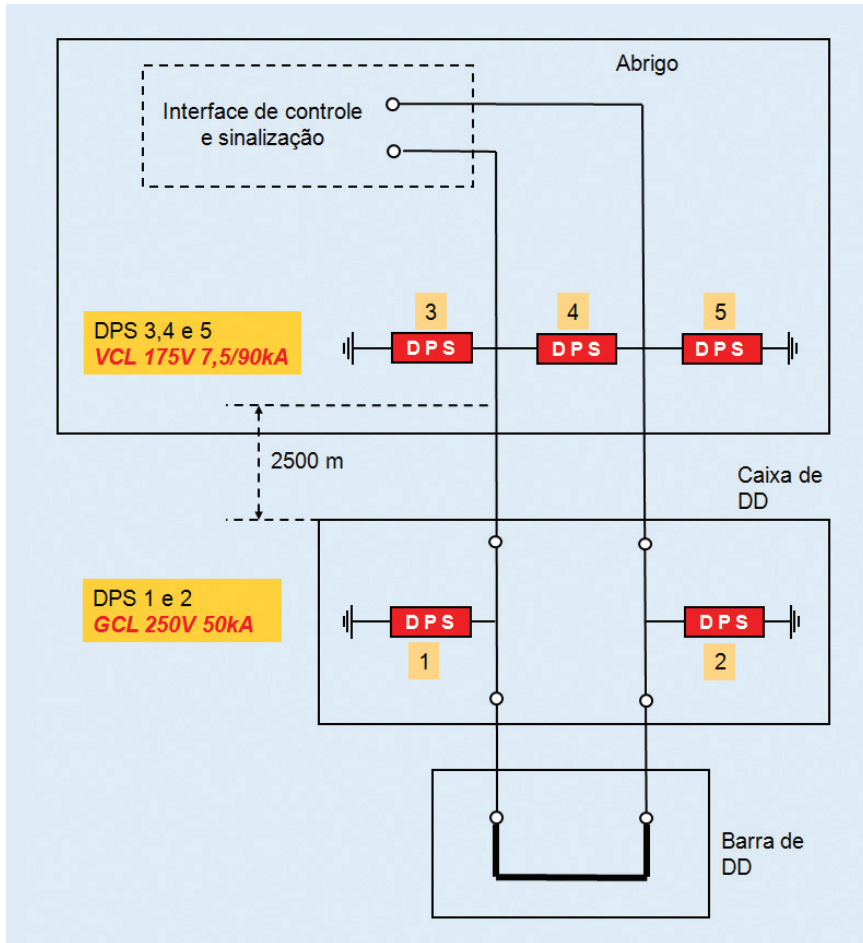 Abrigo
Interface de controle
e sinalização
3
4
5
DPS 3,4 e 5
VCL 175V 7,5/90kA
DPS
DPS
DPS
2500 m
Caixa de
DD
DPS 1 e 2
GCL 250V 50kA
DPS
DPS
1
2
Barra de
DD